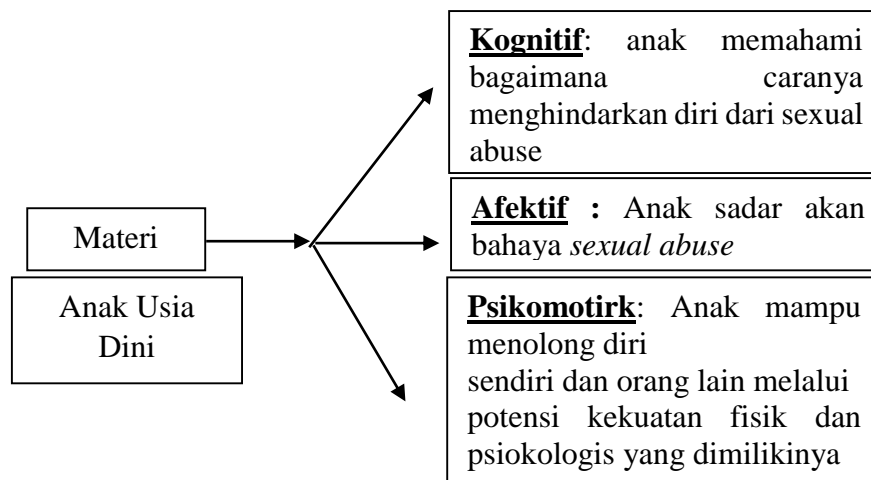 Materi
Anak Usia
Dini
Kognitif: anak memahami
bagaimana caranya
menghindarkan diri dari sexual
abuse
Afektif : Anak sadar akan
bahaya sexual abuse
Psikomotirk: Anak mampu
menolong diri
sendiri dan orang lain melalui
potensi kekuatan fisik dan
psiokologis yang dimilikinya